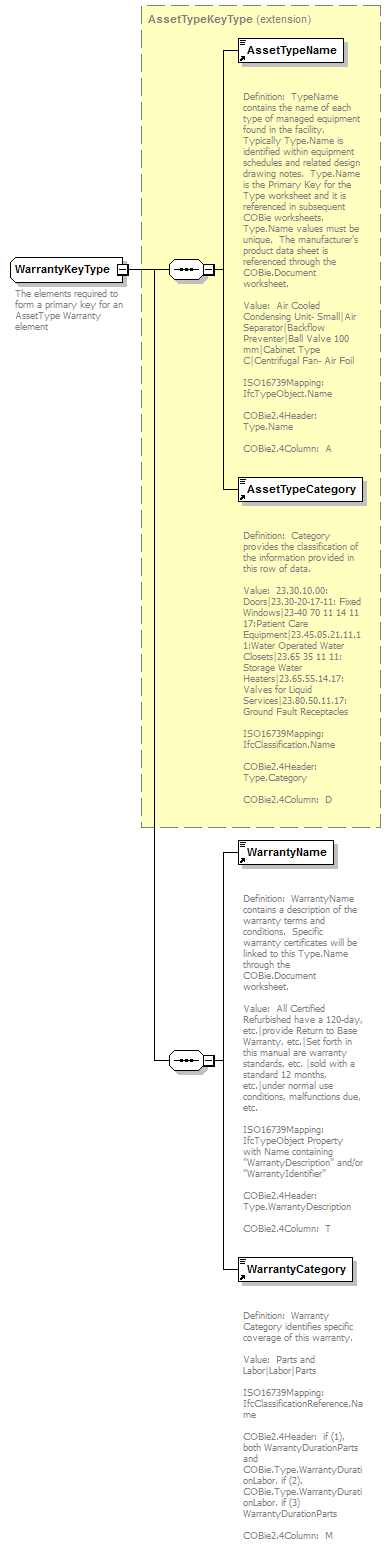 AssetTypeKeyType (extension)
AssetTypeName
Definition:  TypeName
contains the name of each
type of managed equipment
found in the facility.
Typically Type.Name is
identified within equipment
schedules and related design
drawing notes.  Type.Name
is the Primary Key for the
Type worksheet and it is
referenced in subsequent
COBie worksheets.
Type.Name values must be
unique.  The manufacturer's
product data sheet is
referenced through the
COBie.Document
worksheet.
Value:  Air Cooled
Condensing Unit- Small|Air
Separator|Backflow
Preventer|Ball Valve 100
mm|Cabinet Type
C|Centrifugal Fan- Air Foil
ISO16739Mapping:
IfcTypeObject.Name
COBie2.4Header:
Type.Name
COBie2.4Column:  A
WarrantyKeyType
The elements required to
form a primary key for an
AssetType Warranty
element
AssetTypeCategory
Definition:  Category
provides the classification of
the information provided in
this row of data.
Value:  23.30.10.00:
Doors|23.30-20-17-11: Fixed
Windows|23-40 70 11 14 11
17:Patient Care
Equipment|23.45.05.21.11.1
1:Water Operated Water
Closets|23.65 35 11 11:
Storage Water
Heaters|23.65.55.14.17:
Valves for Liquid
Services|23.80.50.11.17:
Ground Fault Receptacles
ISO16739Mapping:
IfcClassification.Name
COBie2.4Header:
Type.Category
COBie2.4Column:  D
WarrantyName
Definition:  WarrantyName
contains a description of the
warranty terms and
conditions.  Specific
warranty certificates will be
linked to this Type.Name
through the
COBie.Document
worksheet.
Value:  All Certified
Refurbished have a 120-day,
etc.|provide Return to Base
Warranty, etc.|Set forth in
this manual are warranty
standards, etc. |sold with a
standard 12 months,
etc.|under normal use
conditions, malfunctions due,
etc.
ISO16739Mapping:
IfcTypeObject Property
with Name containing
"WarrantyDescription" and/or
"WarrantyIdentifier"
COBie2.4Header:
Type.WarrantyDescription
COBie2.4Column:  T
WarrantyCategory
Definition:  Warranty
Category identifies specific
coverage of this warranty.
Value:  Parts and
Labor|Labor|Parts
ISO16739Mapping:
IfcClassificationReference.Na
me
COBie2.4Header:  if (1),
both WarrantyDurationParts
and
COBie.Type.WarrantyDurati
onLabor. if (2),
COBie.Type.WarrantyDurati
onLabor. if (3)
WarrantyDurationParts
COBie2.4Column:  M